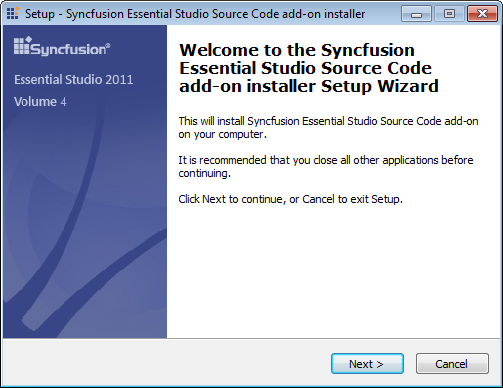 Setup - Syncfusion Essential Studio Source Code add-on installer
Syncfusion®
Essential Studio 2011
Volume 4
Welcome to the Syncfusion
Essential Studio Source Code
add-on installer Setup Wizard
This will install Syncfusion Essential Studio Source Code add-on
on your computer.
It is recommended that you close all other applications before
continuing.
Click Next to continue, or Cancel to exit Setup.
Next >
Cancel